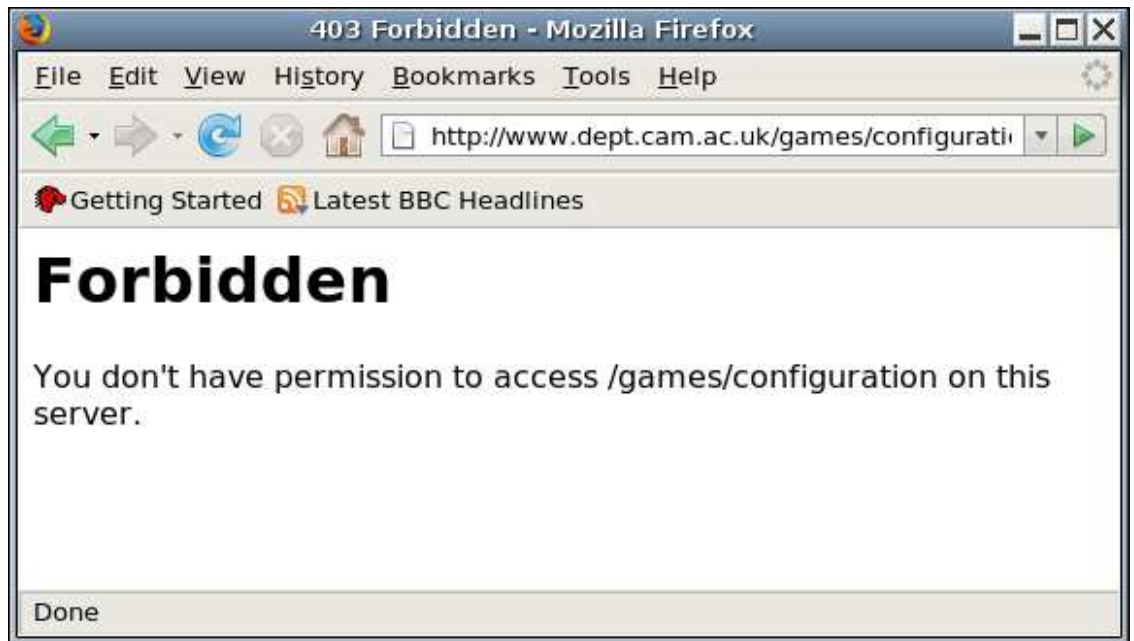 403 Forbidden - Mozilla Firefox
File Edit View History Bookmarks Tools Help
http://www.dept.cam.ac.uk/games/configurati
Getting Started Latest BBC Headlines
Forbidden
You don't have permission to access /games/configuration on this
server.
Done